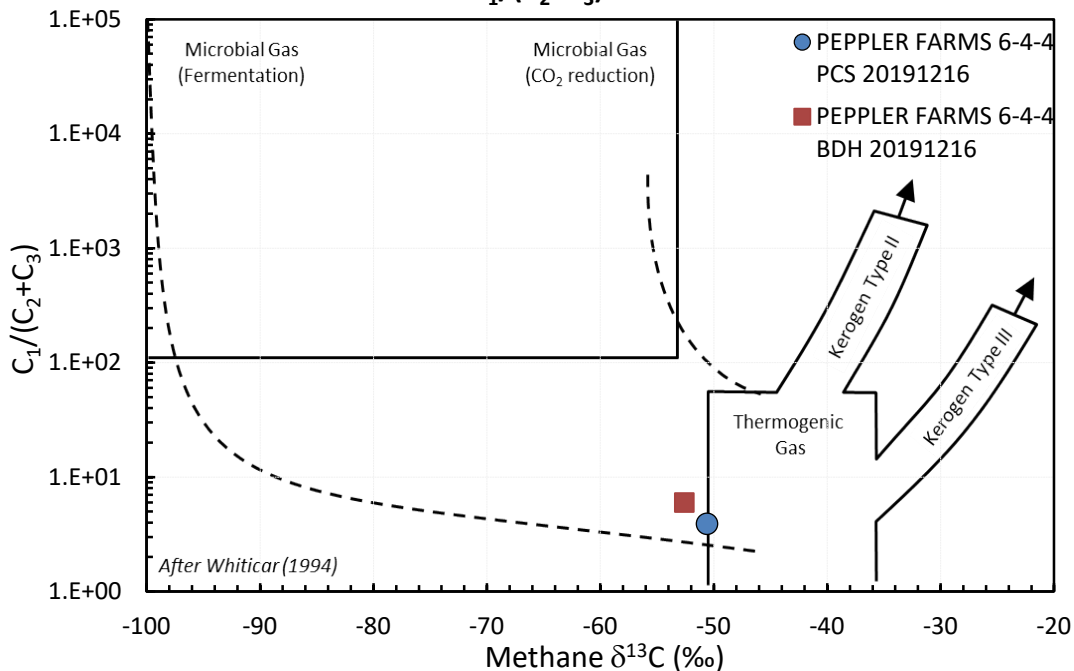 1.E+05
1.E+04
1.E+03
1.E+02
1.E+01
1.E+00
C₁/(C₂+C₃)
Microbial Gas
(Fermentation)
Microbial Gas
(CO₂ reduction)
PEPPLER FARMS 6-4-4
PCS 20191216
PEPPLER FARMS 6-4-4
BDH 20191216
Kerogen Type II
Kerogen Type III
Thermogenic
Gas
After Whiticar (1994)
-100
-90
-80
-70
-60
-50
-40
-30
-20
Methane δ¹³C (‰)